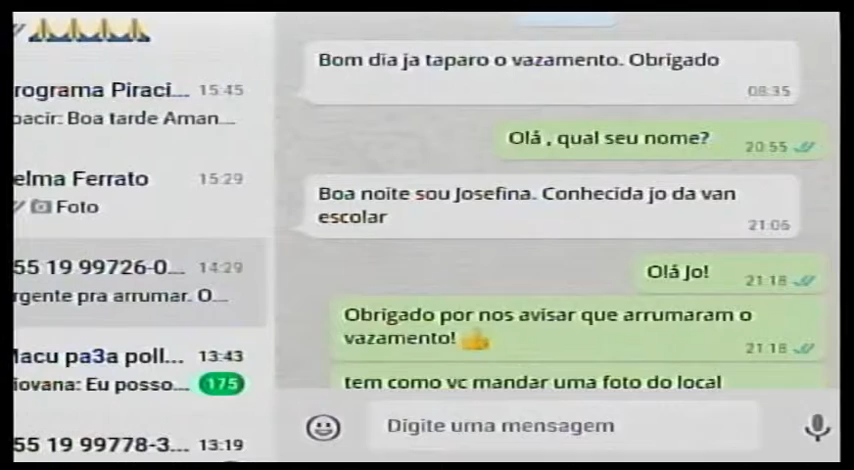 rograma Piraci... 15:45
pacir: Boa tarde Aman...
elma Ferrato 15:29
Foto
55 19 99726-0... 14:29
rgente pra arrumar. O...
Macu pa3a poll... 13:43
iovana: Eu posso... 175
55 19 99778-3... 13:19
Bom dia ja taparo o vazamento. Obrigado
08:35
Olá , qual seu nome?
20:55
Boa noite sou Josefina. Conhecida jo da van
escolar
21:05
Olá Jo!
21:18
Obrigado por nos avisar que arrumaram o
vazamento! 👍
21:18
tem como vc mandar uma foto do local
Digite uma mensagem